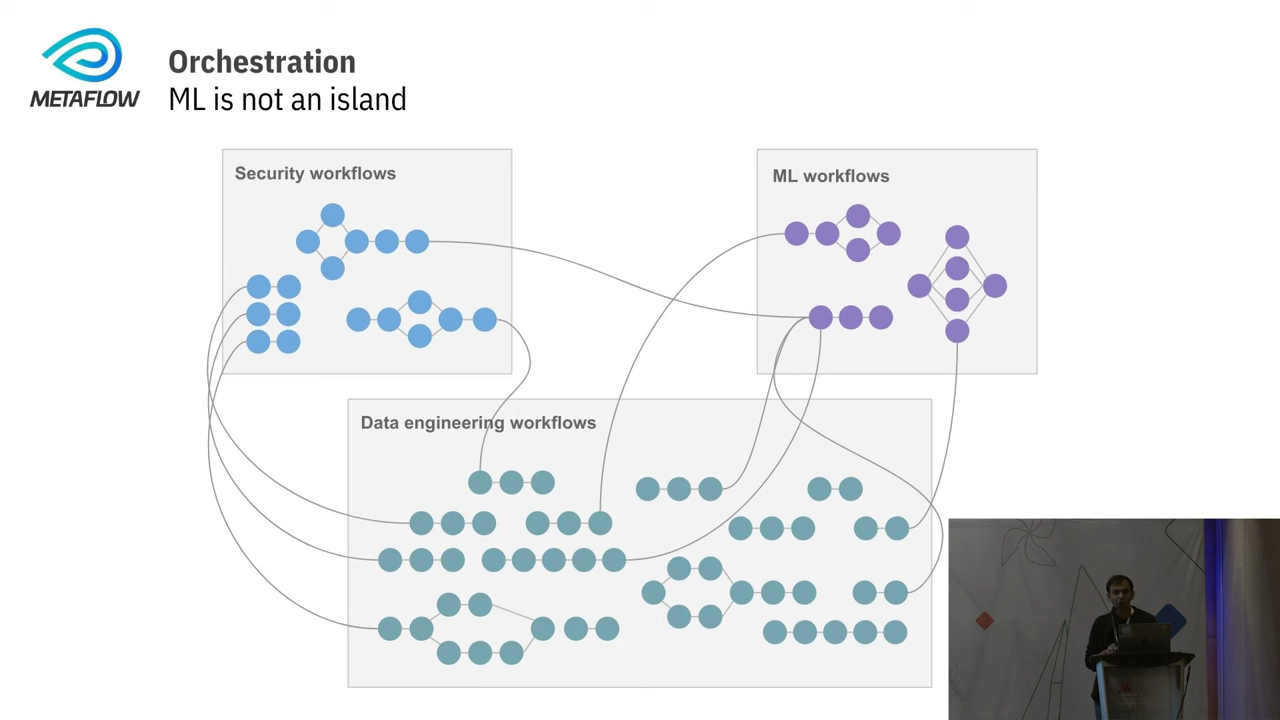 METAFLOW
Orchestration
ML is not an island
Security workflows
ML workflows
Data engineering workflows